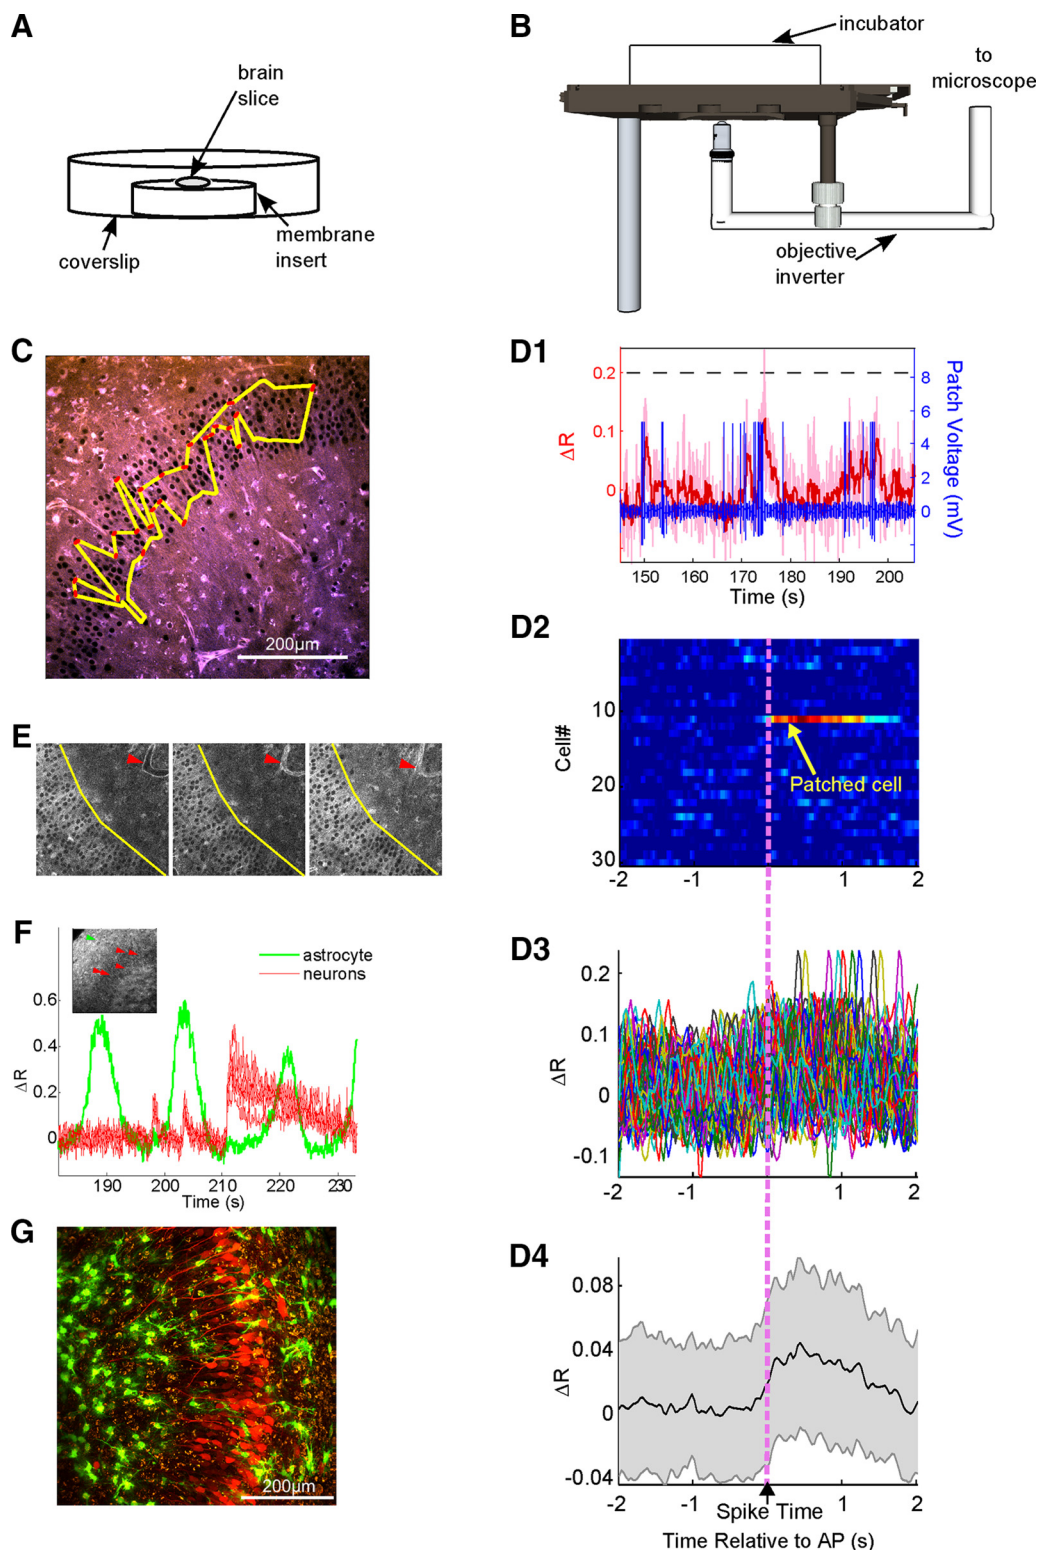 A
brain
slice
coverslip
membrane
insert
B
incubator
to
microscope
objective
inverter
C
200µm
D1
0.2
0.1
0
ΔR
8
6
4
2
0
Patch Voltage (mV)
150 160 170 180 190 200
Time (s)
D2
10
20
30
Cell#
Patched cell
-2 -1 1 2
E
F
astrocyte
neurons
0.6
0.4
0.2
0
ΔR
190 200 210 220 230
Time (s)
D3
0.2
0.1
0
-0.1
ΔR
-2 -1 1 2
G
200µm
D4
0.08
0.04
0
-0.04
ΔR
-2 -1 1 2
Spike Time
Time Relative to AP (s)